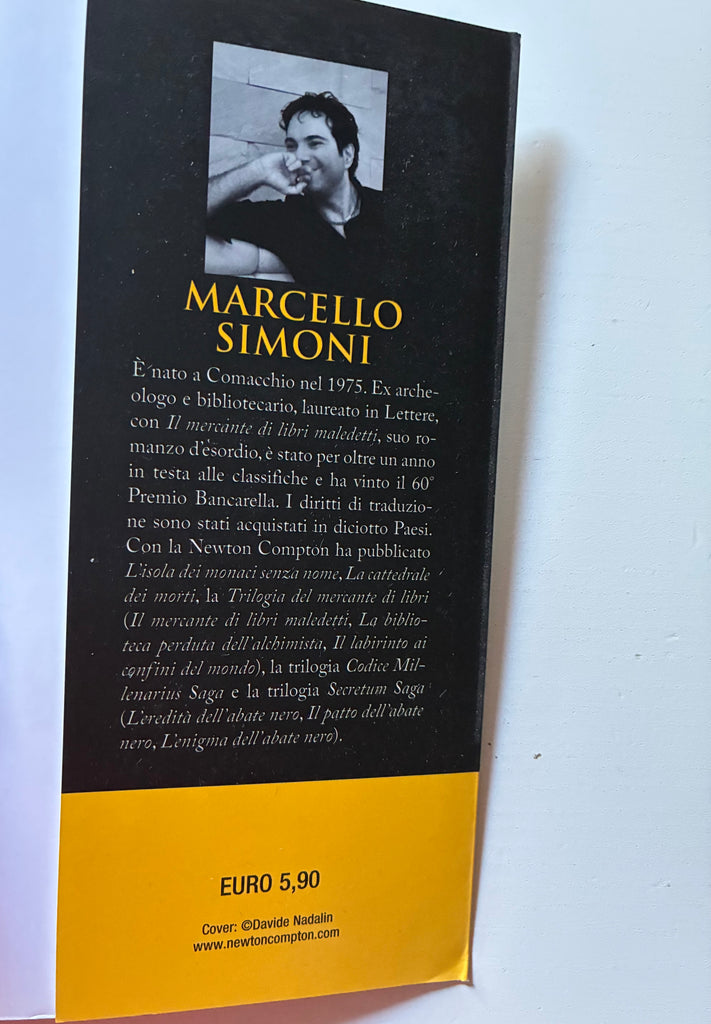 MARCELLO
SIMONI
È nato a Comacchio nel 1975. Ex arche-
ologo e bibliotecario, laureato in Lettere,
con Il mercante di libri maledetti, suo ro-
manzo d'esordio, è stato per oltre un anno
in testa alle classifiche e ha vinto il 60°
Premio Bancarella. I diritti di traduzio-
ne sono stati acquistati in diciotto Paesi.
Con la Newton Compton ha pubblicato
L'isola dei monaci senza nome, La cattedrale
dei morti, la Trilogia del mercante di libri
(Il mercante di libri maledetti, La biblio-
teca perduta dell'alchimista, Il labirinto ai
confini del mondo), la trilogia Codice Mil-
lenarius Saga e la trilogia Secretum Saga
(L'eredità dell'abate nero, Il patto dell'abate
nero, L'enigma dell'abate nero).
EURO 5,90
Cover: ©Davide Nadalin
www.newtoncompton.com